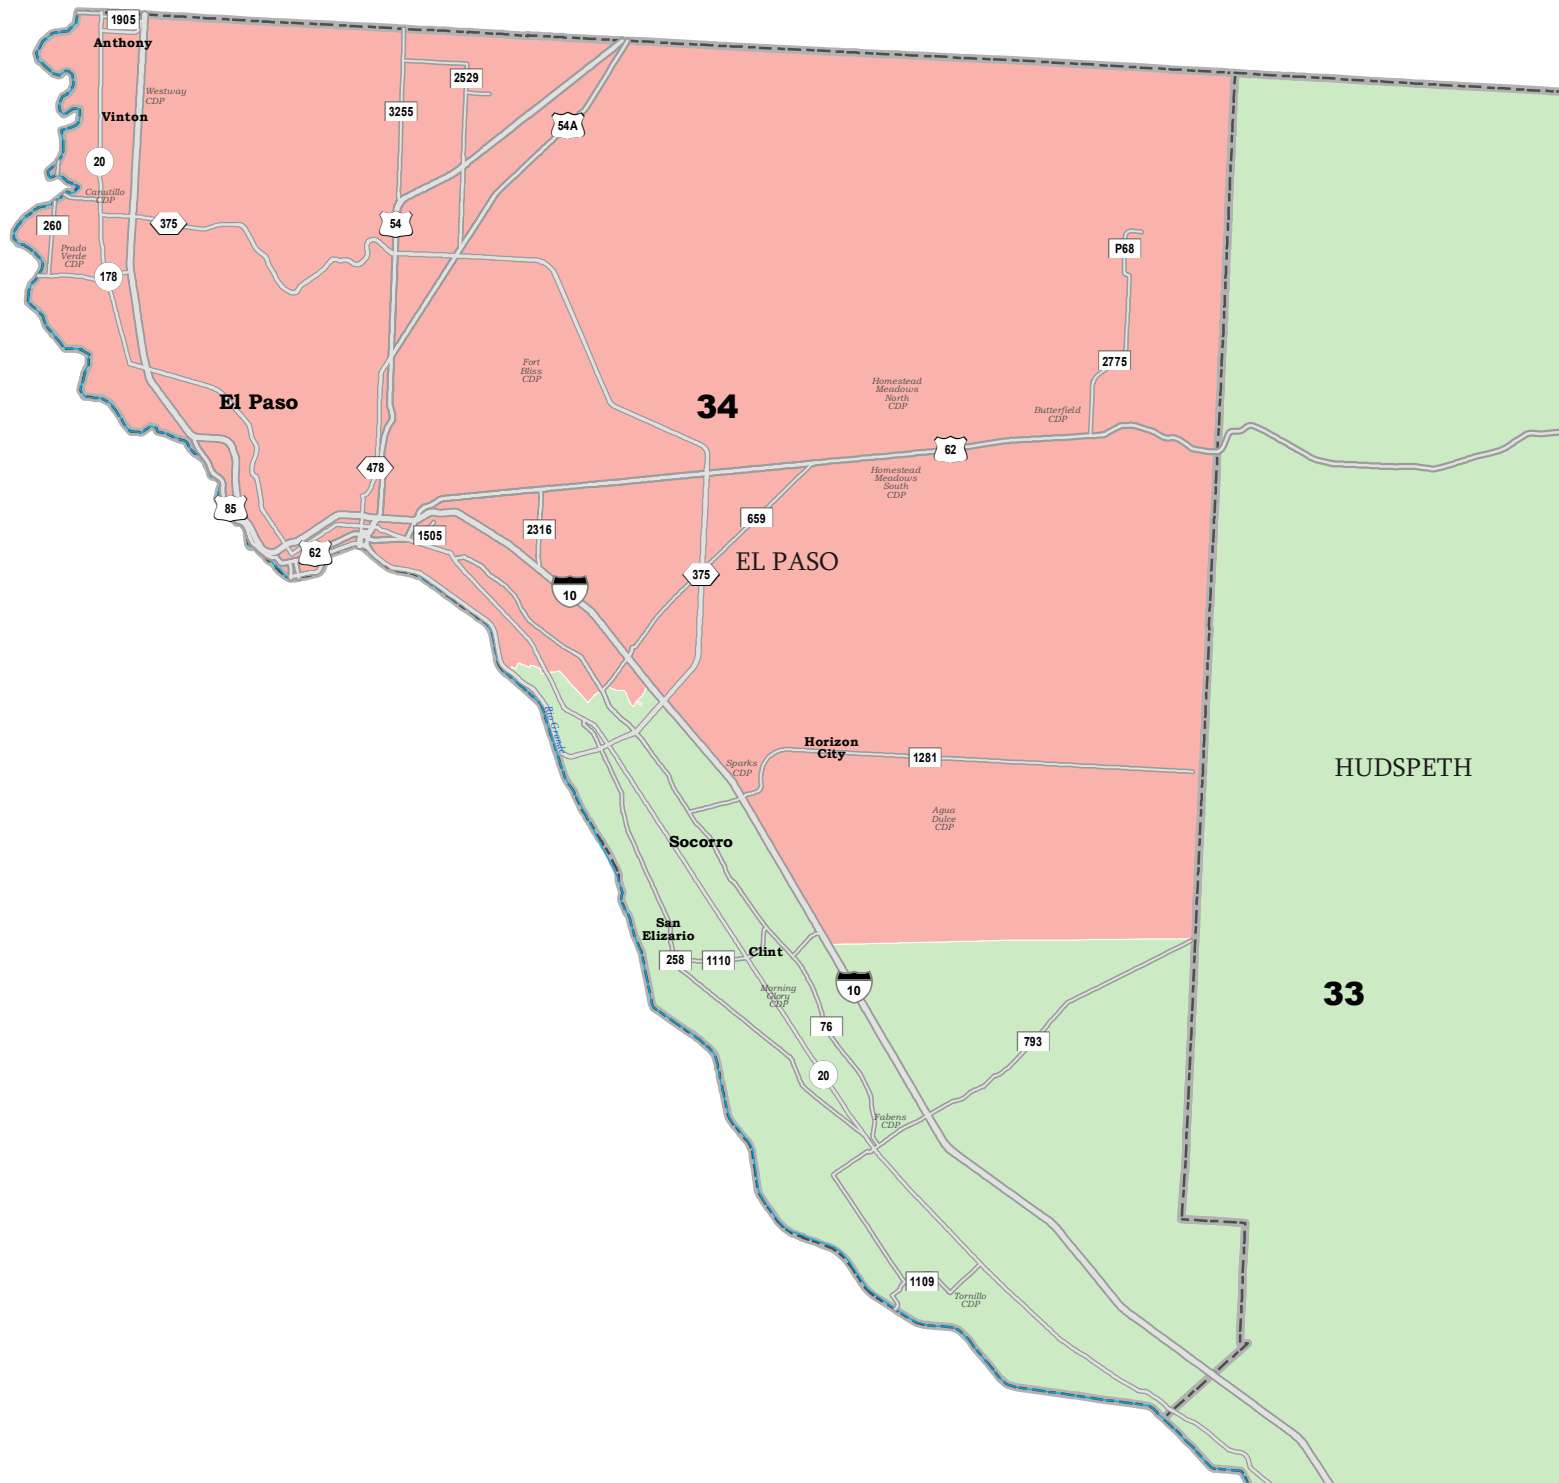 1905
Anthony
2529
Westway
CDP
3255
Vinton
54A
20
Canutillo
CDP
260
375
54
Prado
Verde
CDP
P68
178
2775
Fort
Bliss
CDP
Homestead
Meadows
North
CDP
El Paso
34
Butterfield
CDP
62
478
Homestead
Meadows
South
CDP
85
659
2316
1505
62
EL PASO
375
10
Rio Grande
Horizon
City
1281
Sparks
CDP
HUDSPETH
Agua
Dulce
CDP
Socorro
San
Elizario
Clint
258
1110
10
33
Morning
Glory
CDP
76
793
20
Fabens
CDP
1109
Tornillo
CDP